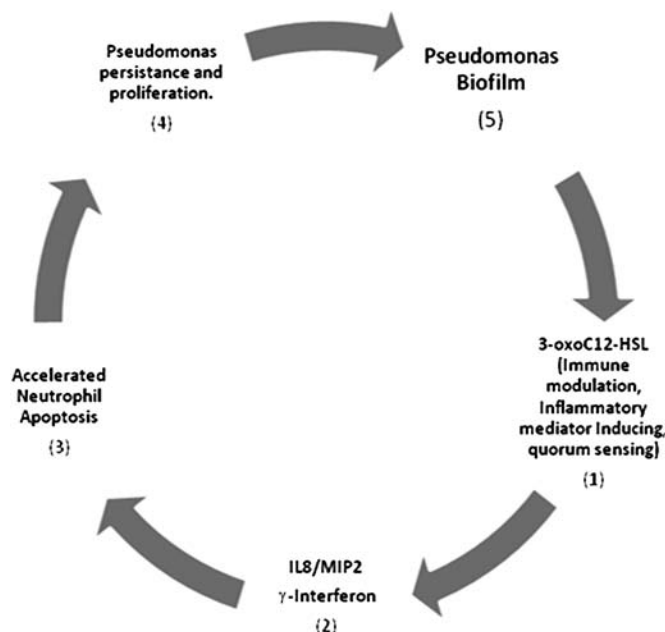 Pseudomonas
persistance and
proliferation.
(4)
Pseudomonas
Biofilm
(5)
3-oxoC12-HSL
(Immune
modulation,
Inflammatory
mediator Inducing,
quorum sensing)
(1)
IL8/MIP2
γ-Interferon
(2)
Accelerated
Neutrophil
Apoptosis
(3)